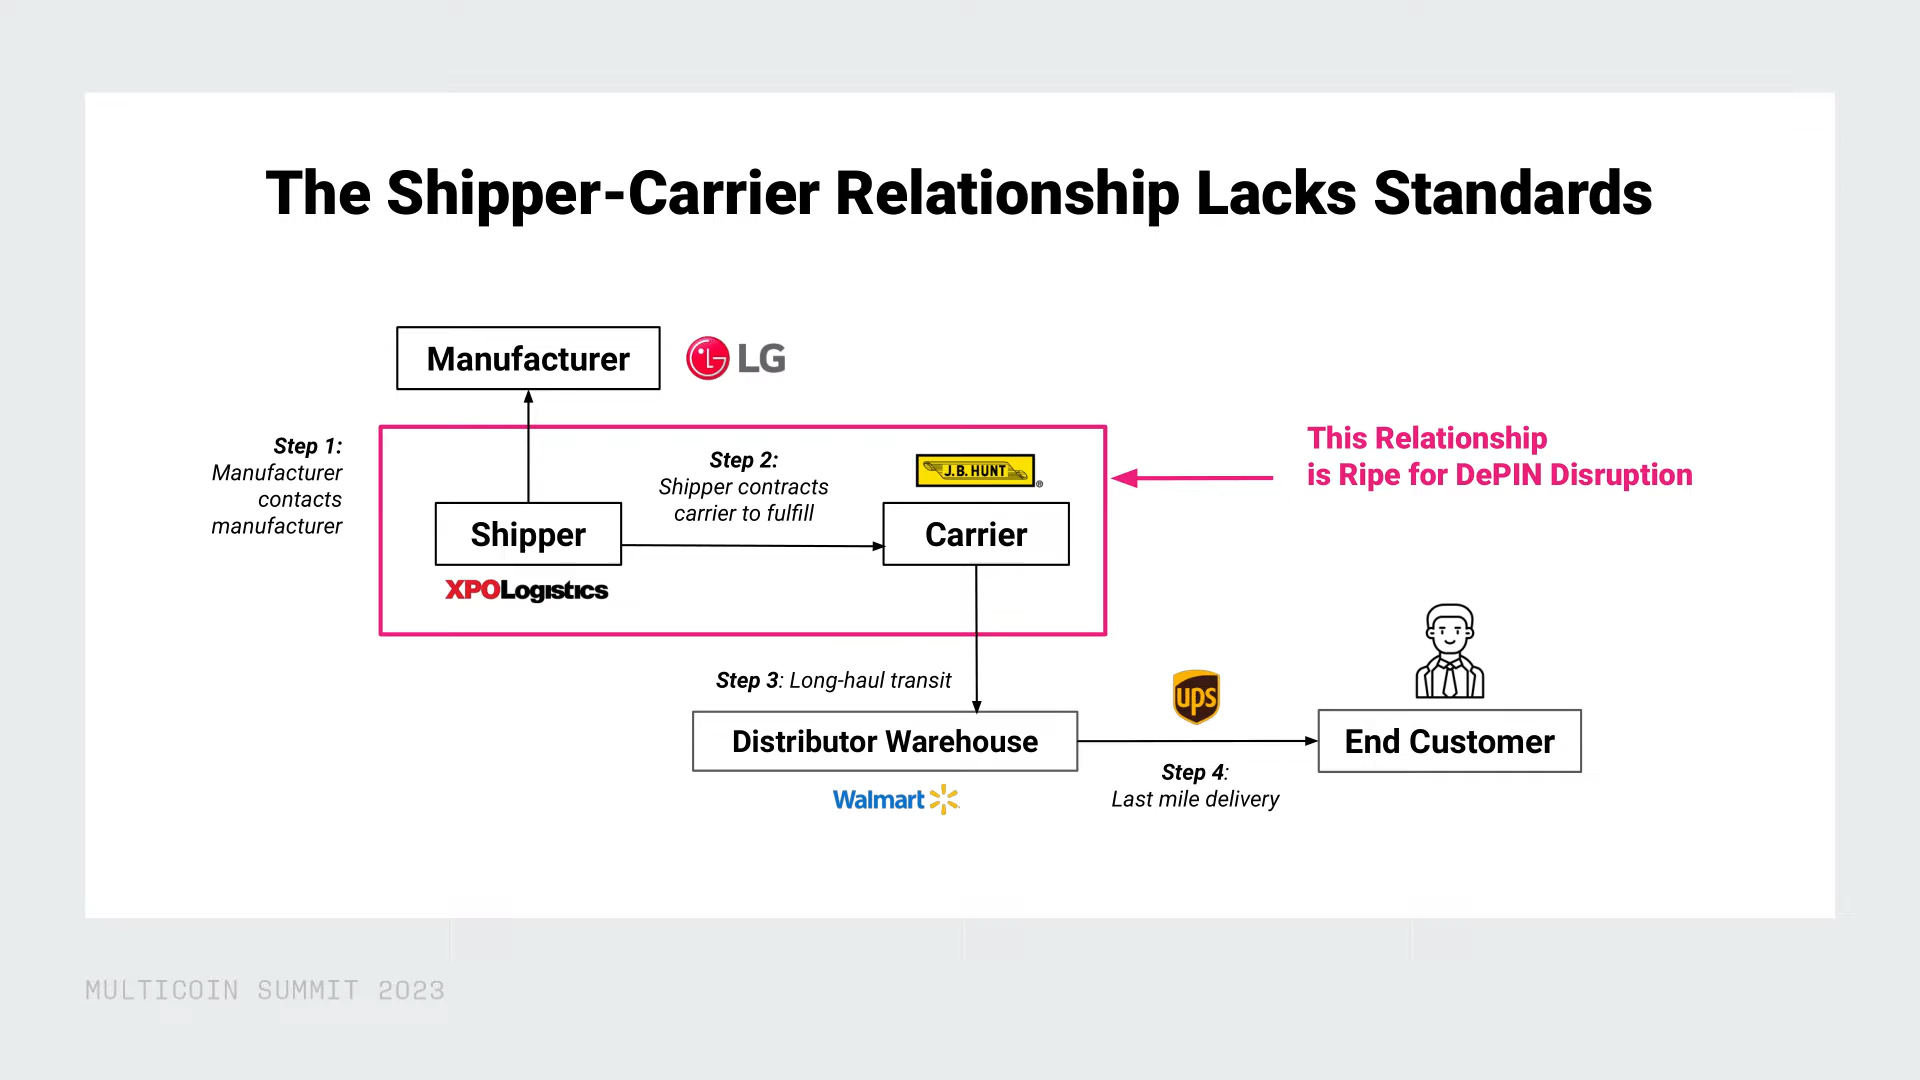 The Shipper-Carrier Relationship Lacks Standards
Manufacturer
LG
Step 1:
Manufacturer
contacts
manufacturer
Step 2:
Shipper contracts
carrier to fulfill
J.B. HUNT
®
This Relationship
is Ripe for DePIN Disruption
Shipper
Carrier
XPOLogistics
Step 3: Long-haul transit
ups
Distributor Warehouse
End Customer
Walmart
Step 4:
Last mile delivery
MULTICOIN SUMMIT 2023